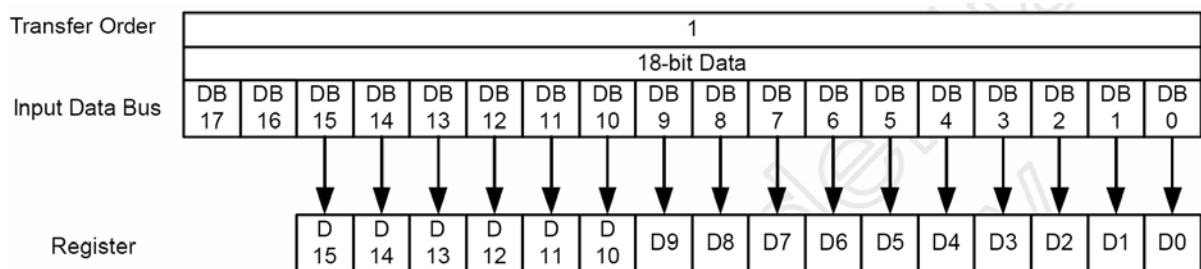 Transfer Order 1
18-bit Data
Input Data Bus DB 17 DB 16 DB 15 DB 14 DB 13 DB 12 DB 11 DB 10 DB 9 DB 8 DB 7 DB 6 DB 5 DB 4 DB 3 DB 2 DB 1 DB 0
Register D 15 D 14 D 13 D 12 D 11 D 10 D9 D8 D7 D6 D5 D4 D3 D2 D1 D0